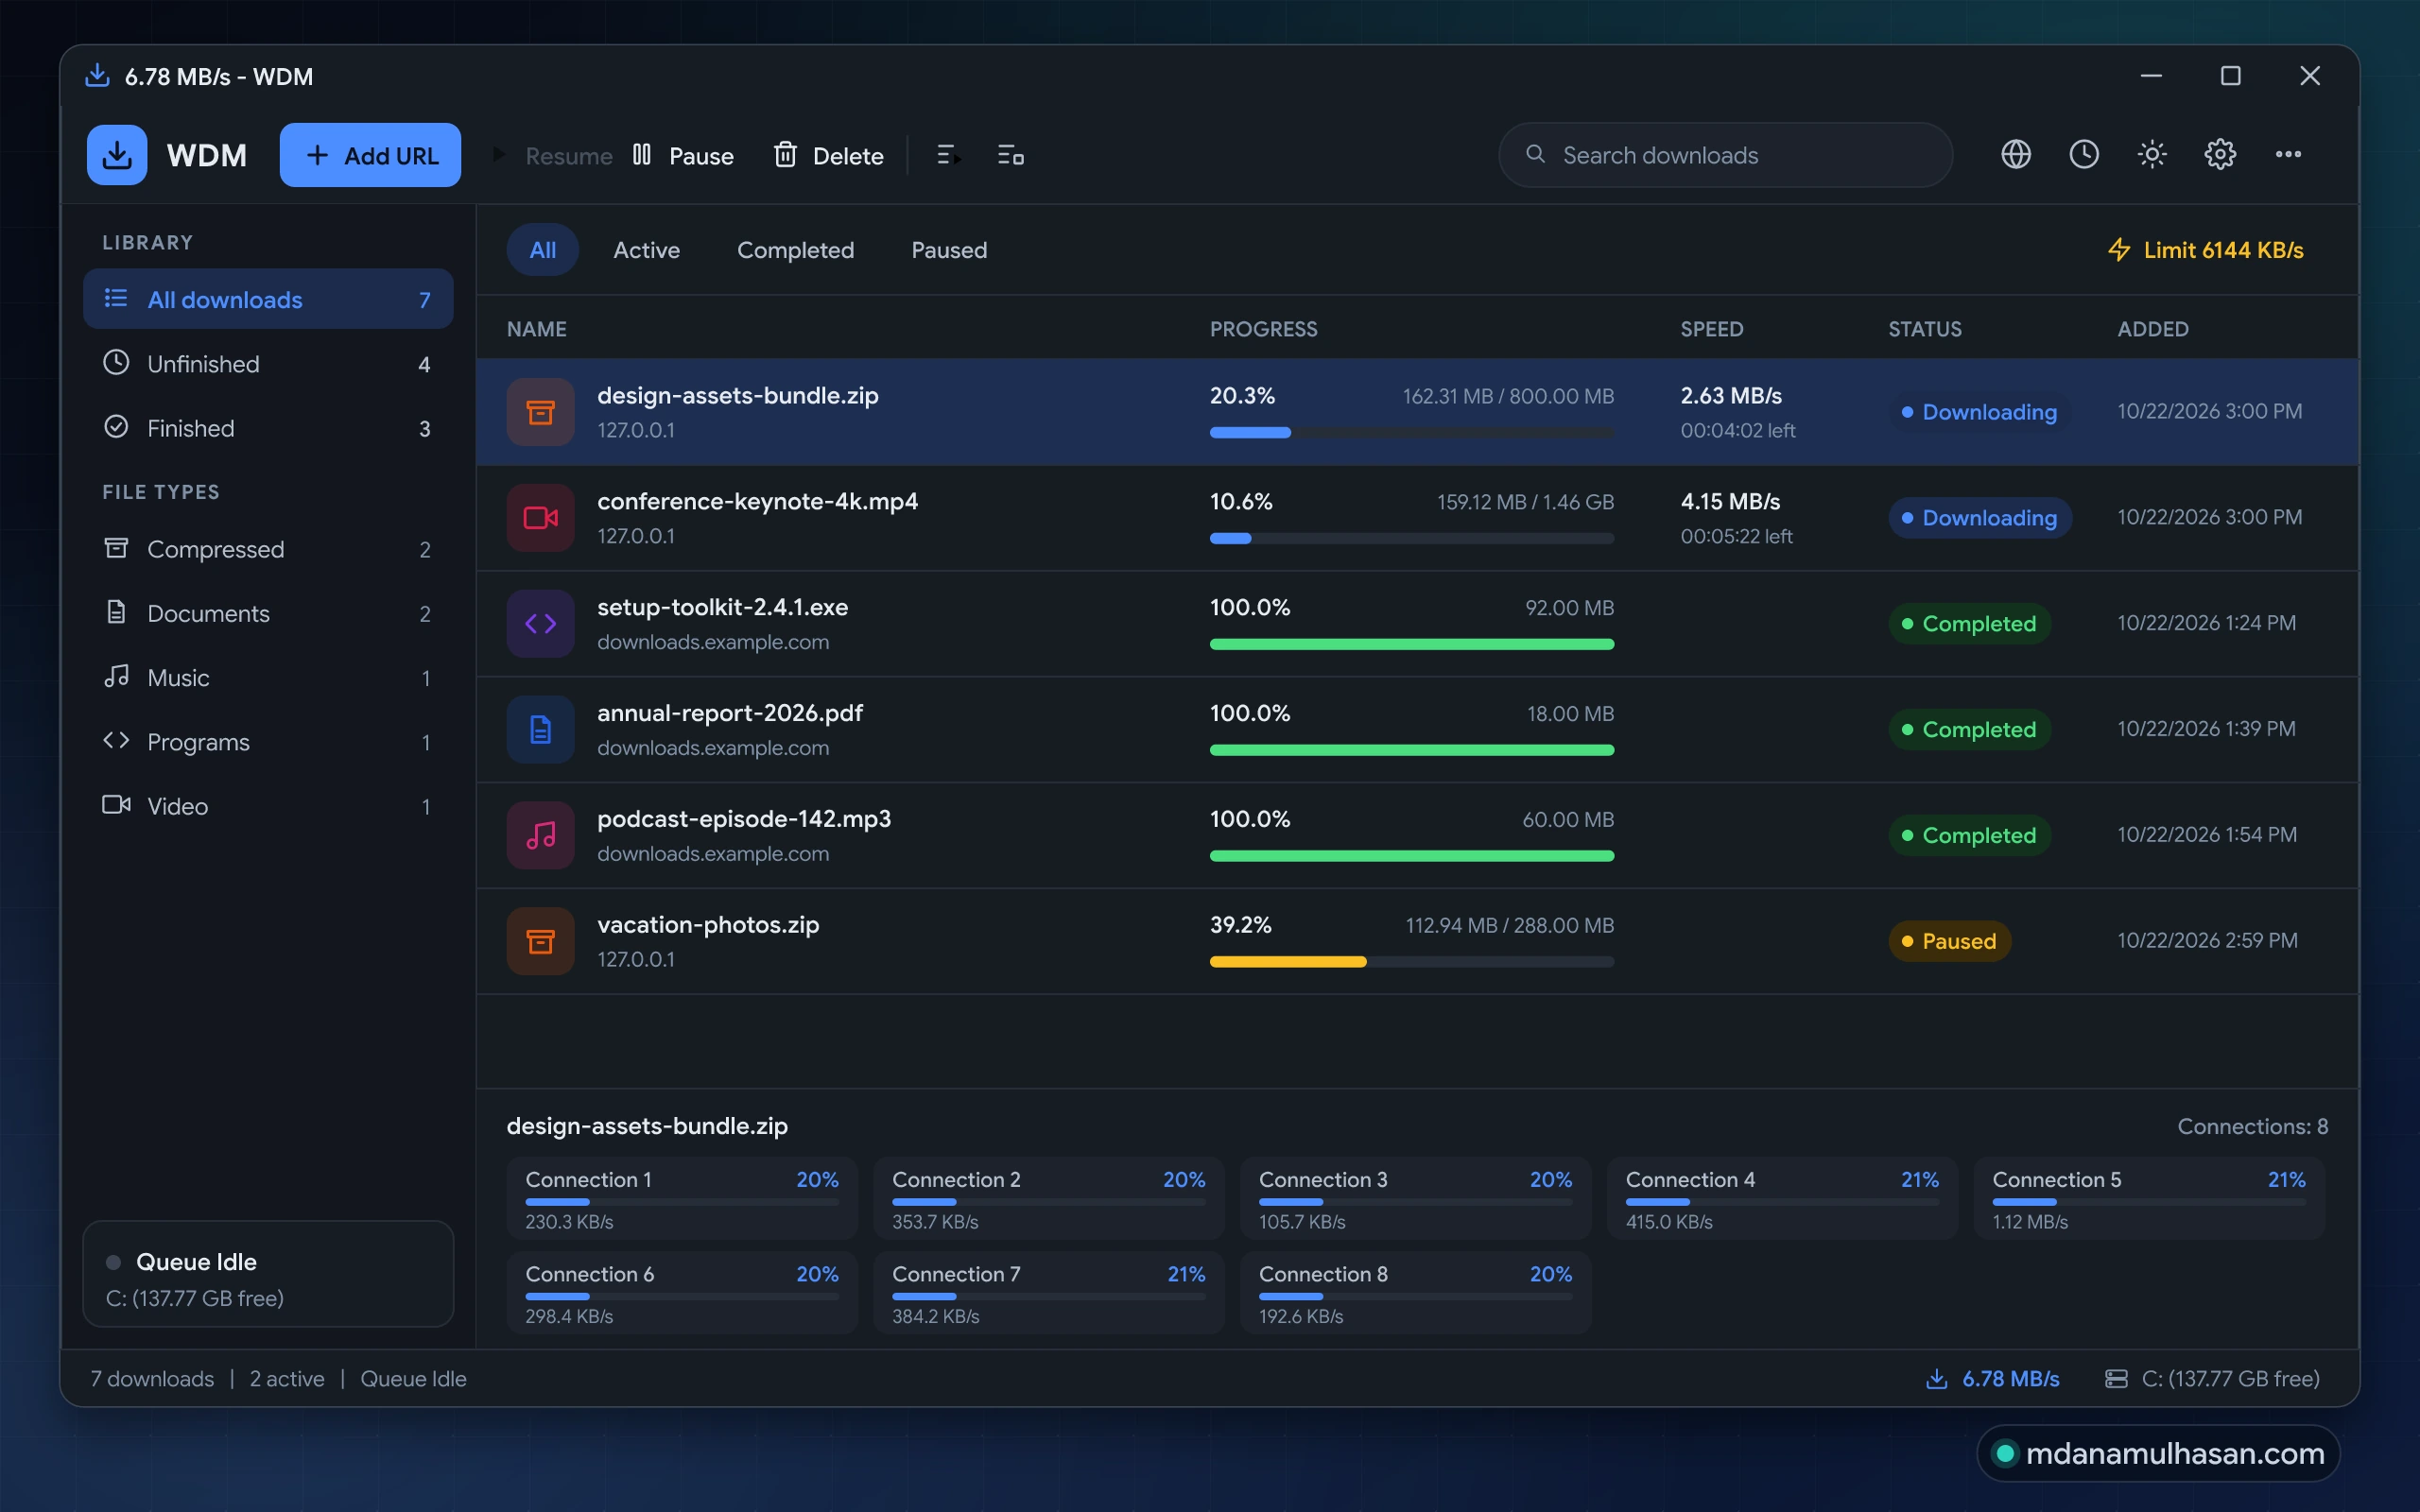 6.78 MB/s - WDM
WDM
Add URL
Resume
Pause
Delete
Search downloads
LIBRARY
All downloads 7
Unfinished 4
Finished 3
FILE TYPES
Compressed 2
Documents 2
Music 1
Programs 1
Video 1
Queue Idle
C: (137.77 GB free)
All Active Completed Paused
Limit 6144 KB/s
NAME PROGRESS SPEED STATUS ADDED
design-assets-bundle.zip 20.3% 162.31 MB / 800.00 MB 2.63 MB/s Downloading 10/22/2026 3:00 PM
127.0.0.1 00:04:02 left
conference-keynote-4k.mp4 10.6% 159.12 MB / 1.46 GB 4.15 MB/s Downloading 10/22/2026 3:00 PM
127.0.0.1 00:05:22 left
setup-toolkit-2.4.1.exe 100.0% 92.00 MB Completed 10/22/2026 1:24 PM
downloads.example.com
annual-report-2026.pdf 100.0% 18.00 MB Completed 10/22/2026 1:39 PM
downloads.example.com
podcast-episode-142.mp3 100.0% 60.00 MB Completed 10/22/2026 1:54 PM
downloads.example.com
vacation-photos.zip 39.2% 112.94 MB / 288.00 MB Paused 10/22/2026 2:59 PM
127.0.0.1
design-assets-bundle.zip Connections: 8
Connection 1 20% Connection 2 20% Connection 3 20% Connection 4 21% Connection 5 21%
230.3 KB/s 353.7 KB/s 105.7 KB/s 415.0 KB/s 1.12 MB/s
Connection 6 20% Connection 7 21% Connection 8 20%
298.4 KB/s 384.2 KB/s 192.6 KB/s
7 downloads | 2 active | Queue Idle
6.78 MB/s C: (137.77 GB free)
mdanamulhasan.com